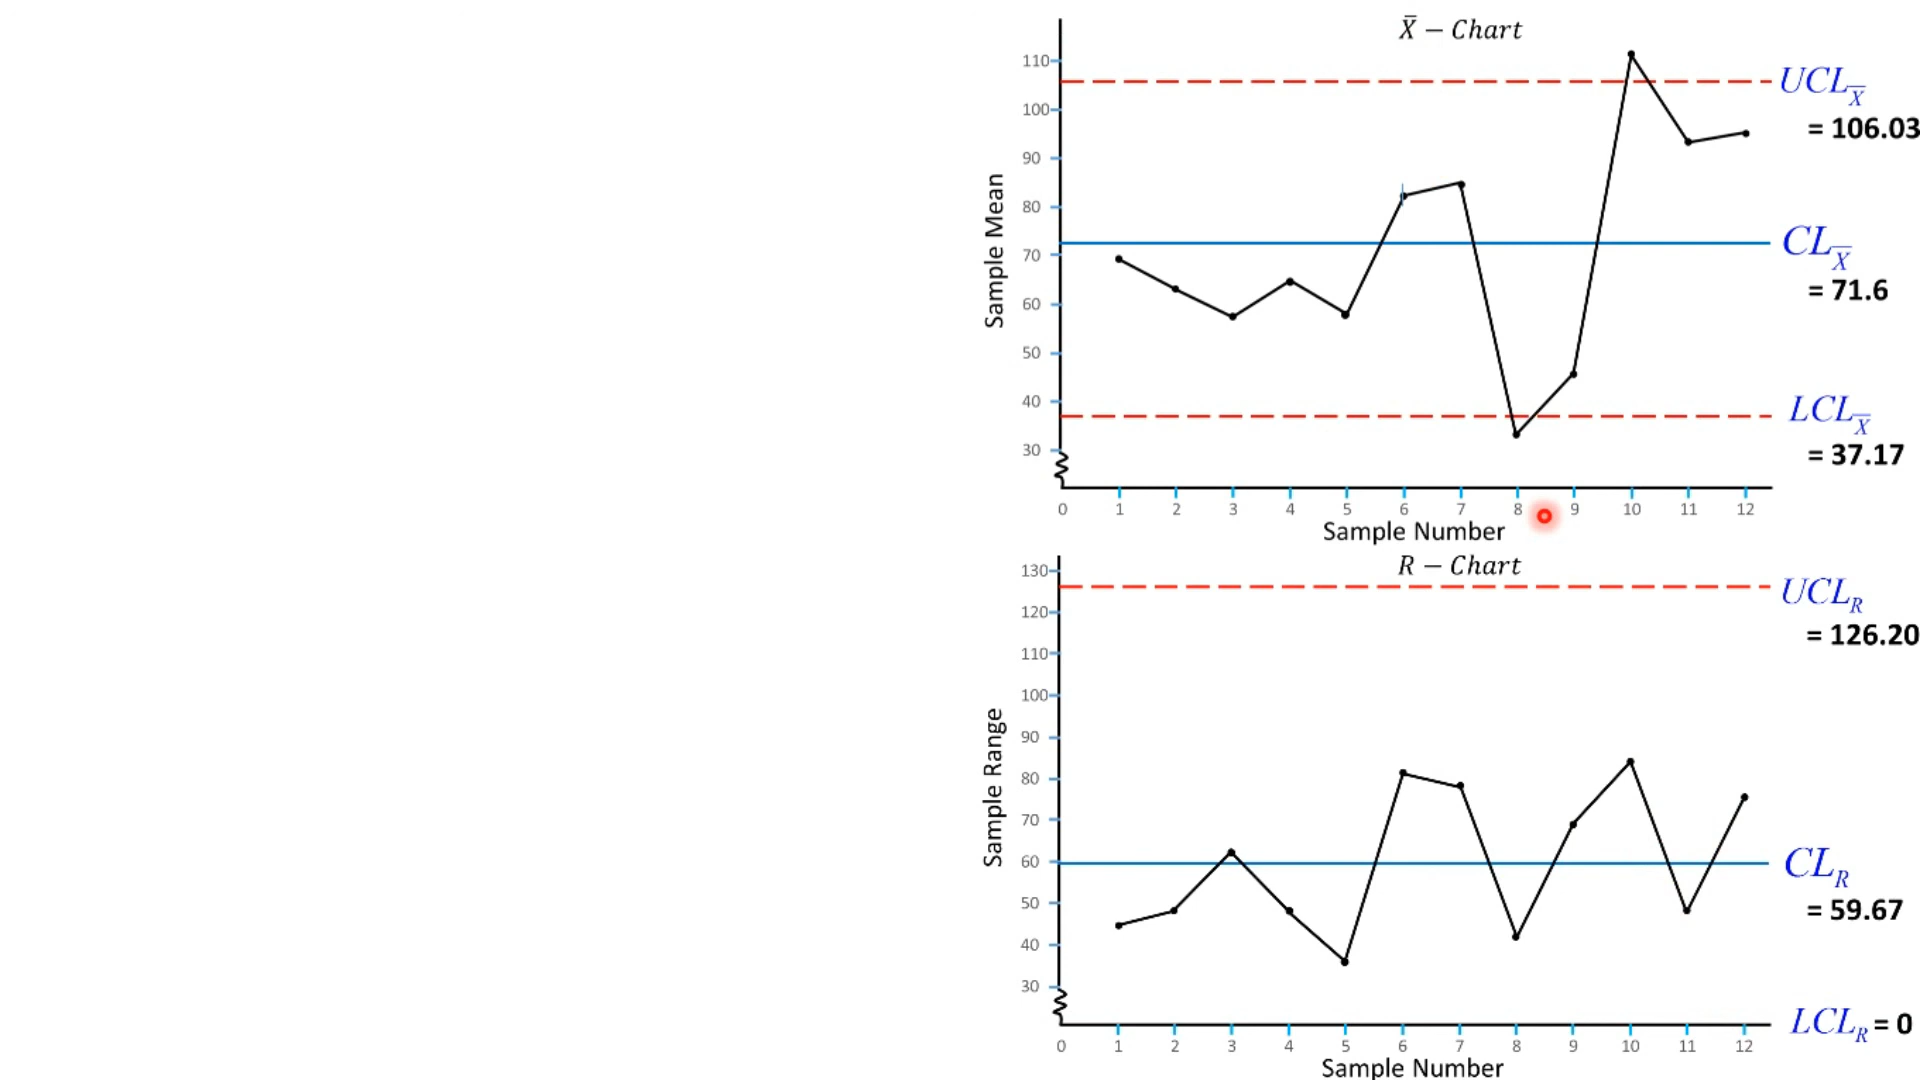 X̄ − Chart
110
100
90
80
70
60
50
40
30
Sample Mean
UCL_X̄
= 106.03
CL_X̄
= 71.6
LCL_X̄
= 37.17
0 1 2 3 4 5 6 7 8 9 10 11 12
Sample Number
R − Chart
130
120
110
100
90
80
70
60
50
40
30
Sample Range
UCL_R
= 126.20
CL_R
= 59.67
LCL_R = 0
0 1 2 3 4 5 6 7 8 9 10 11 12
Sample Number